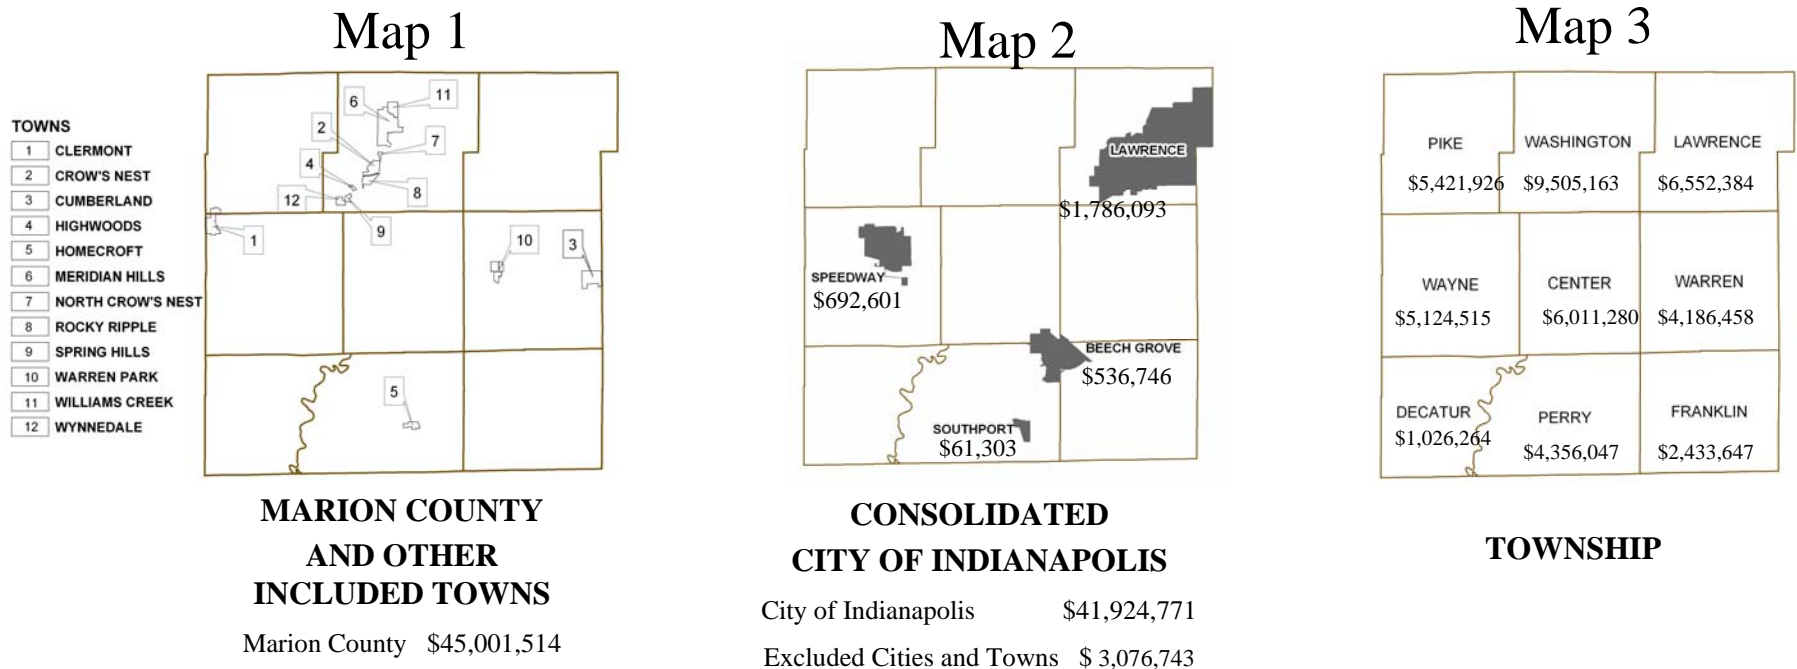 Map 1
TOWNS
1 CLERMONT
2 CROW'S NEST
3 CUMBERLAND
4 HIGHWOODS
5 HOMECROFT
6 MERIDIAN HILLS
7 NORTH CROW'S NEST
8 ROCKY RIPPLE
9 SPRING HILLS
10 WARREN PARK
11 WILLIAMS CREEK
12 WYNNEDALE
6
11
2
7
4
8
12
9
1
10
3
5
MARION COUNTY
AND OTHER
INCLUDED TOWNS
Marion County $45,001,514
Map 2
LAWRENCE
$1,786,093
SPEEDWAY
$692,601
BEECH GROVE
$536,746
SOUTHPORT
$61,303
CONSOLIDATED
CITY OF INDIANAPOLIS
City of Indianapolis $41,924,771
Excluded Cities and Towns $ 3,076,743
Map 3
PIKE WASHINGTON LAWRENCE
$5,421,926 $9,505,163 $6,552,384
WAYNE CENTER WARREN
$5,124,515 $6,011,280 $4,186,458
DECATUR PERRY FRANKLIN
$1,026,264 $4,356,047 $2,433,647
TOWNSHIP